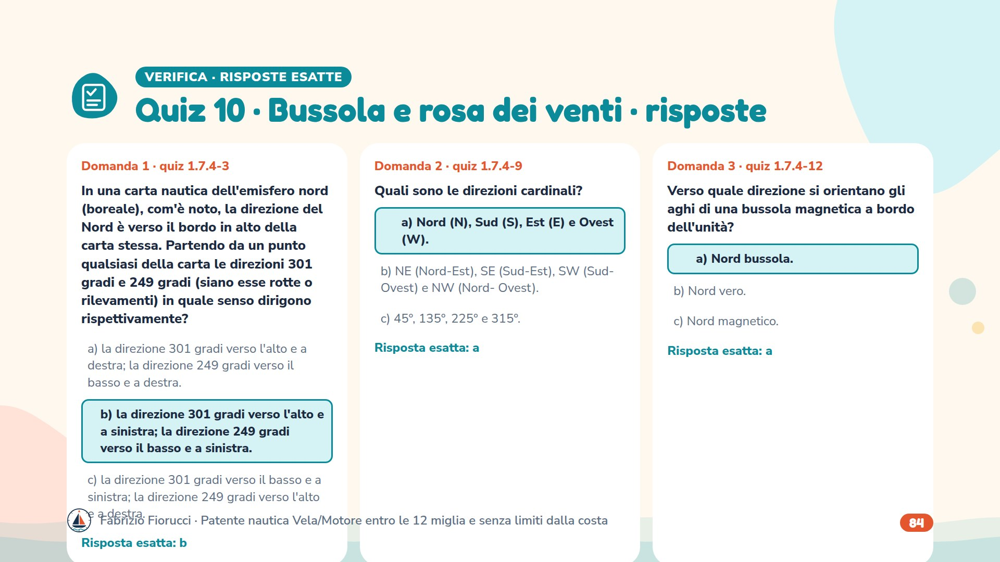 VERIFICA · RISPOSTE ESATTE
Quiz 10 · Bussola e rosa dei venti · risposte
Domanda 1 · quiz 1.7.4-3
In una carta nautica dell'emisfero nord
(boreale), com'è noto, la direzione del
Nord è verso il bordo in alto della
carta stessa. Partendo da un punto
qualsiasi della carta le direzioni 301
gradi e 249 gradi (siano esse rotte o
rilevamenti) in quale senso dirigono
rispettivamente?
a) la direzione 301 gradi verso l'alto e a
destra; la direzione 249 gradi verso il
basso e a destra.
b) la direzione 301 gradi verso l'alto e
a sinistra; la direzione 249 gradi
verso il basso e a sinistra.
c) la direzione 301 gradi verso il basso e a
sinistra; la direzione 249 gradi verso l'alto
e a destra.
Risposta esatta: b
Domanda 2 · quiz 1.7.4-9
Quali sono le direzioni cardinali?
a) Nord (N), Sud (S), Est (E) e Ovest
(W).
b) NE (Nord-Est), SE (Sud-Est), SW (Sud-
Ovest) e NW (Nord- Ovest).
c) 45°, 135°, 225° e 315°.
Risposta esatta: a
Domanda 3 · quiz 1.7.4-12
Verso quale direzione si orientano gli
aghi di una bussola magnetica a bordo
dell'unità?
a) Nord bussola.
b) Nord vero.
c) Nord magnetico.
Risposta esatta: a
Fabrizio Fiorucci · Patente nautica Vela/Motore entro le 12 miglia e senza limiti dalla costa
84